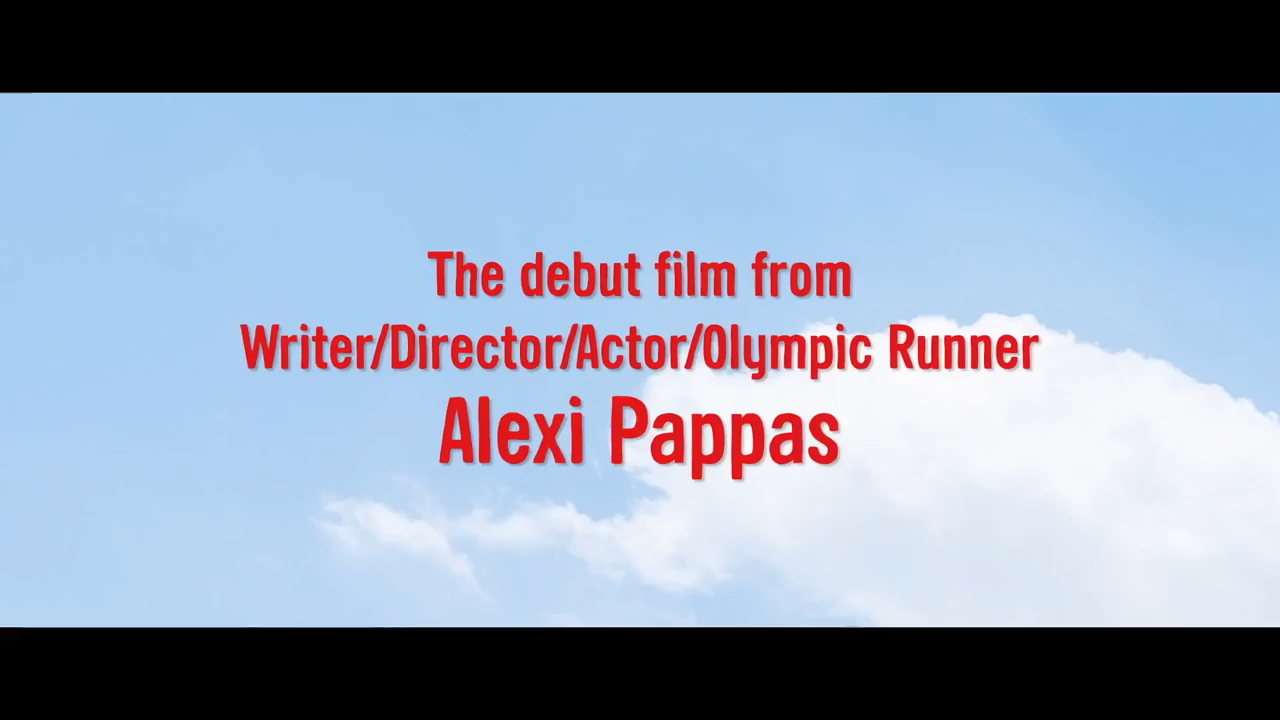 The debut film from
Writer/Director/Actor/Olympic Runner
Alexi Pappas